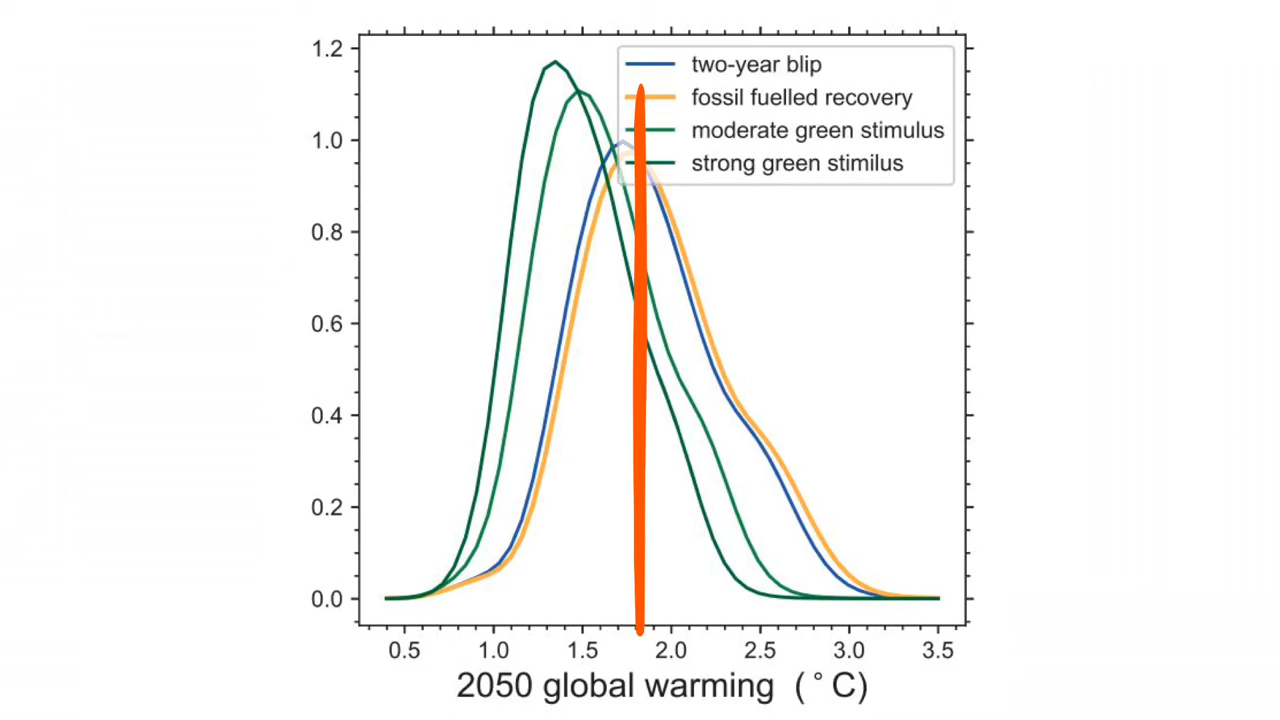 1.2
1.0
0.8
0.6
0.4
0.2
0.0
two-year blip
fossil fuelled recovery
moderate green stimulus
strong green stimilus
0.5 1.0 1.5 2.0 2.5 3.0 3.5
2050 global warming (°C)